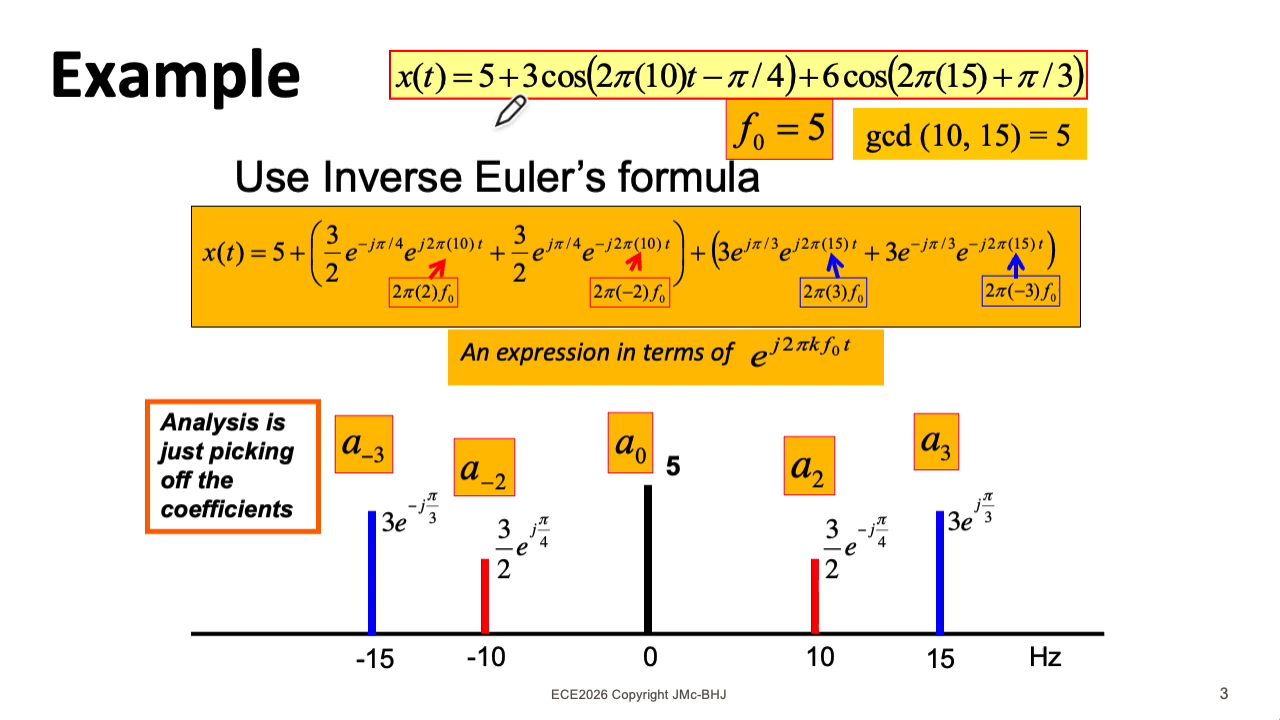 Example
x(t) = 5 + 3cos(2π(10)t − π/4) + 6cos(2π(15) + π/3)
f₀ = 5
gcd (10, 15) = 5
Use Inverse Euler’s formula
x(t) = 5 + (3/2 e^{−jπ/4} e^{j2π(10)t} + 3/2 e^{jπ/4} e^{−j2π(10)t}) + (3e^{jπ/3} e^{j2π(15)t} + 3e^{−jπ/3} e^{−j2π(15)t})
2π(2)f₀ 2π(−2)f₀ 2π(3)f₀ 2π(−3)f₀
An expression in terms of e^{j2πkf₀t}
Analysis is
just picking
off the
coefficients
a₋₃ a₋₂ a₀ 5 a₂ a₃
3e^{−jπ/3} 3/2 e^{jπ/4} 3/2 e^{−jπ/4} 3e^{jπ/3}
-15 -10 0 10 15 Hz
ECE2026 Copyright JMc-BHJ
3